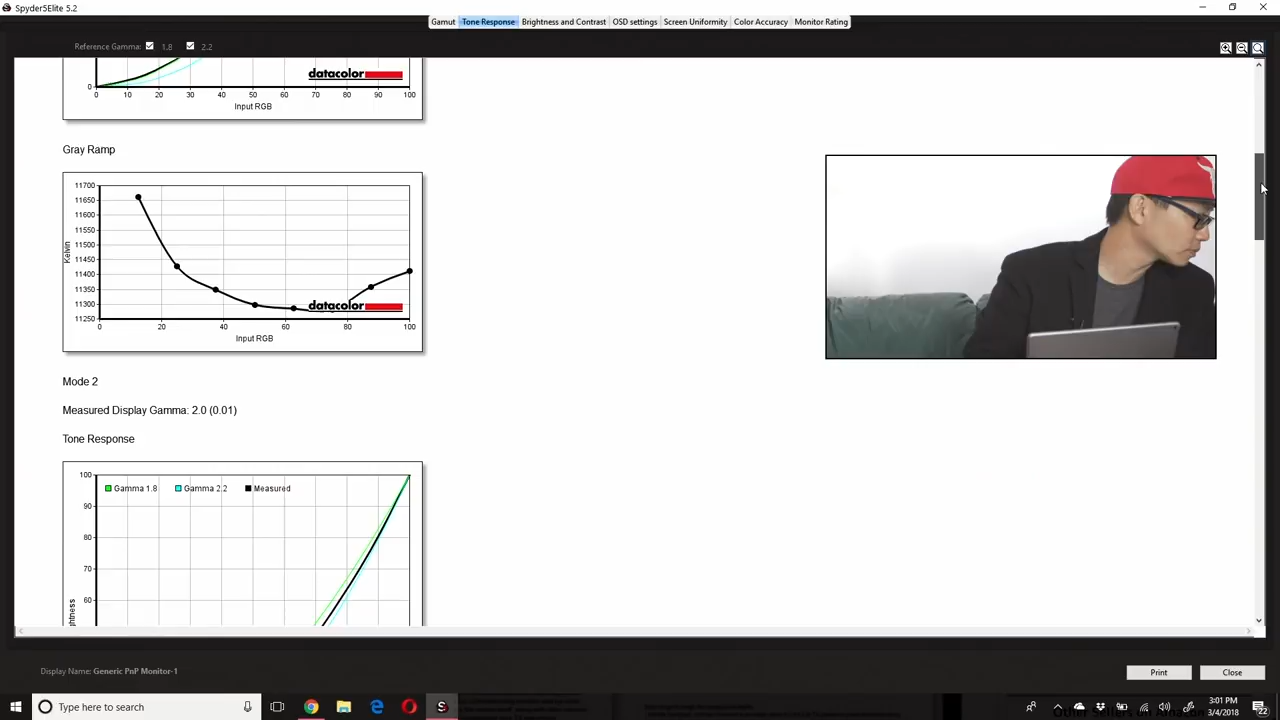 Spyder5Elite 5.2
Gamut Tone Response Brightness and Contrast OSD settings Screen Uniformity Color Accuracy Monitor Rating
Reference Gamma: 1.8 2.2
0
datacolor
0 10 20 30 40 50 60 70 80 90 100
Input RGB
Gray Ramp
11700
11650
11600
11550
11500
11450
11400
11350
11300
11250
Kelvin
datacolor
0 20 40 60 80 100
Input RGB
Mode 2
Measured Display Gamma: 2.0 (0.01)
Tone Response
100
90
80
70
60
Gamma 1.8 Gamma 2.2 Measured
Display Name: Generic PnP Monitor-1
Print Close
Type here to search
3:01 PM
3/4/2018
22